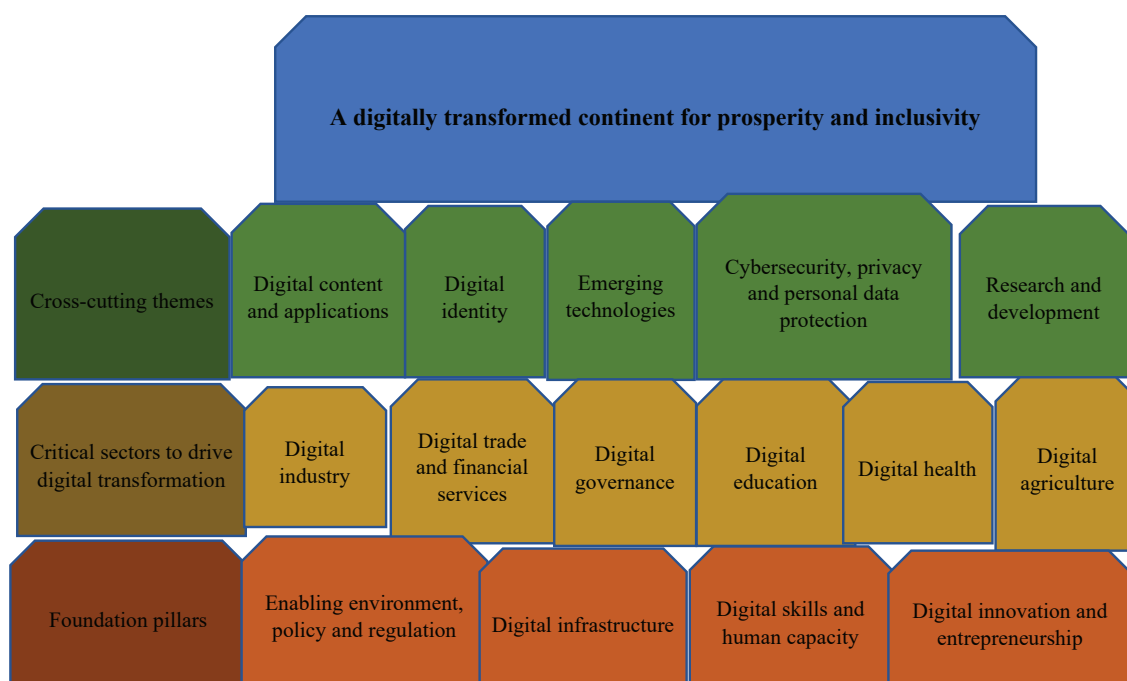 A digitally transformed continent for prosperity and inclusivity
Cross-cutting themes
Digital content
and applications
Digital
identity
Emerging
technologies
Cybersecurity, privacy
and personal data
protection
Research and
development
Critical sectors to drive
digital transformation
Digital
industry
Digital trade
and financial
services
Digital
governance
Digital
education
Digital health
Digital
agriculture
Foundation pillars
Enabling environment,
policy and regulation
Digital infrastructure
Digital skills and
human capacity
Digital innovation and
entrepreneurship